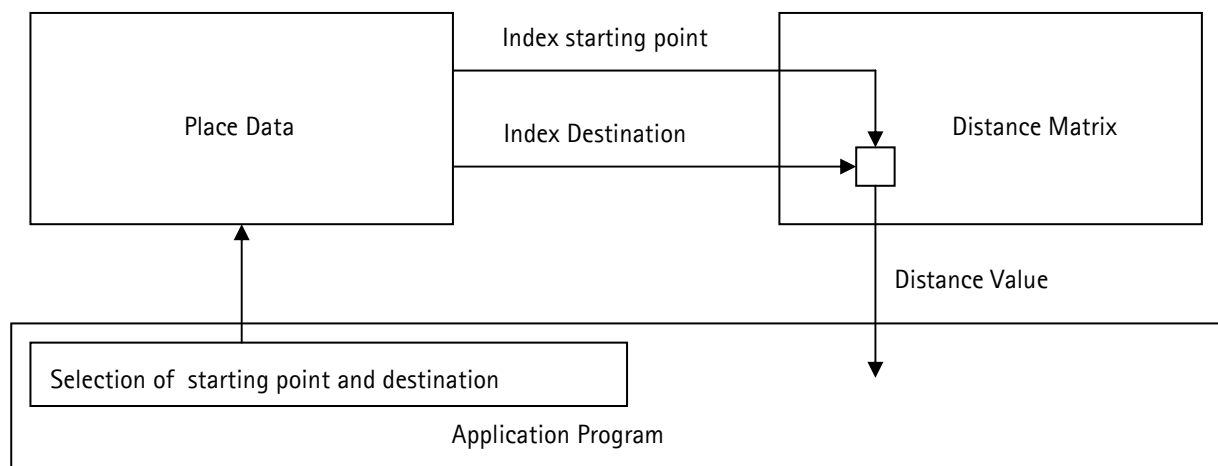 Index starting point
Place Data
Index Destination
Distance Matrix
Distance Value
Selection of starting point and destination
Application Program